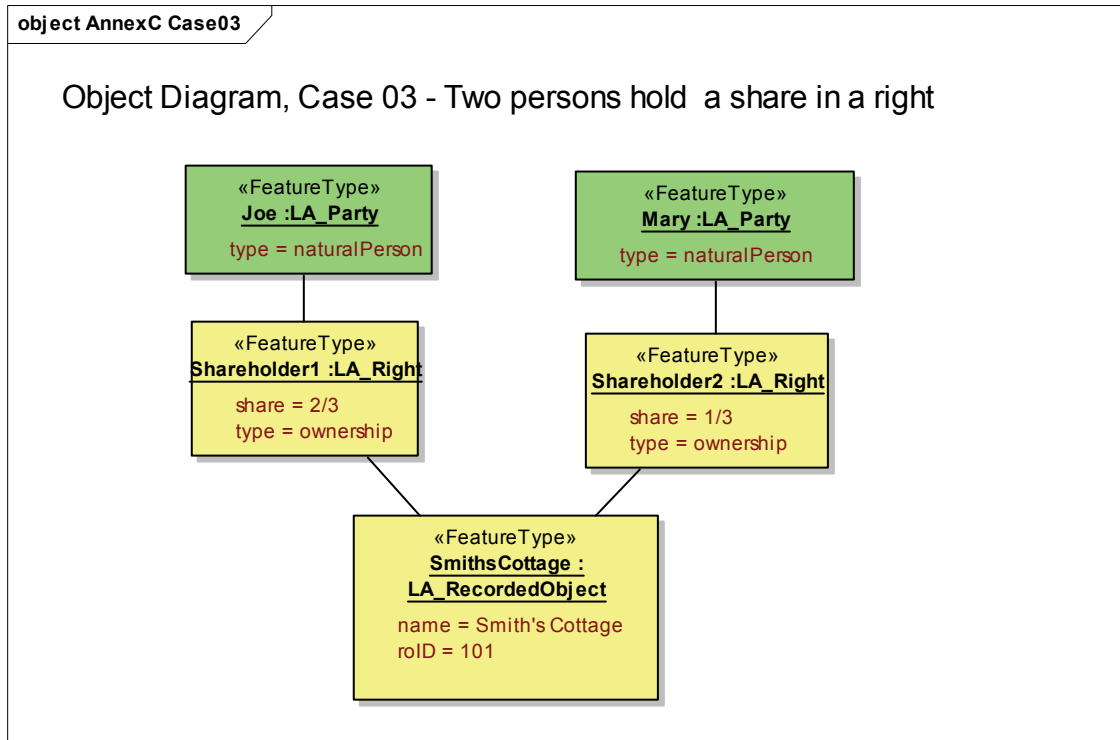 object AnnexC Case03
Object Diagram, Case 03 - Two persons hold a share in a right
«FeatureType»
Joe :LA_Party
type = naturalPerson
«FeatureType»
Mary :LA_Party
type = naturalPerson
«FeatureType»
Shareholder1 :LA_Right
share = 2/3
type = ownership
«FeatureType»
Shareholder2 :LA_Right
share = 1/3
type = ownership
«FeatureType»
SmithsCottage :
LA_RecordedObject
name = Smith's Cottage
roID = 101